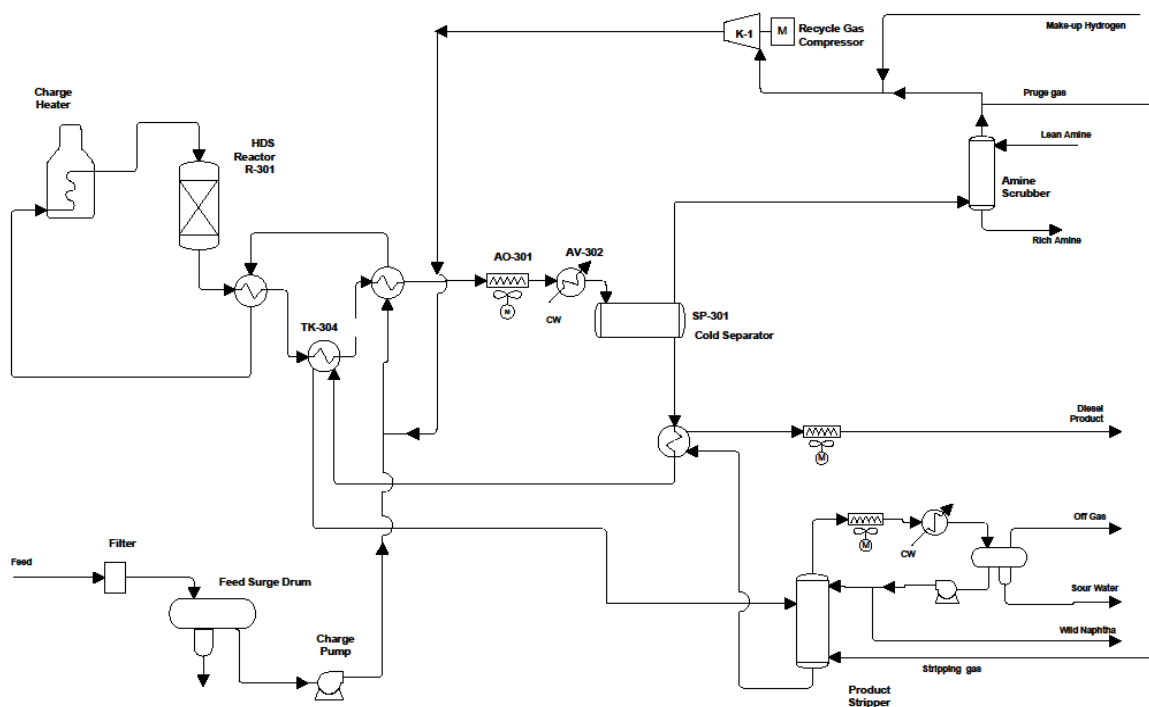 Make-up Hydrogen
K-1
M
Recycle Gas
Compressor
Pruge gas
Charge
Heater
HDS
Reactor
R-301
Lean Amine
Amine
Scrubber
Rich Amine
AO-301
AV-302
M
CW
SP-301
Cold Separator
TK-304
Diesel
Product
M
Off Gas
M
CW
Sour Water
Wild Naphtha
Stripping gas
Filter
Feed
Feed Surge Drum
Charge
Pump
Product
Stripper